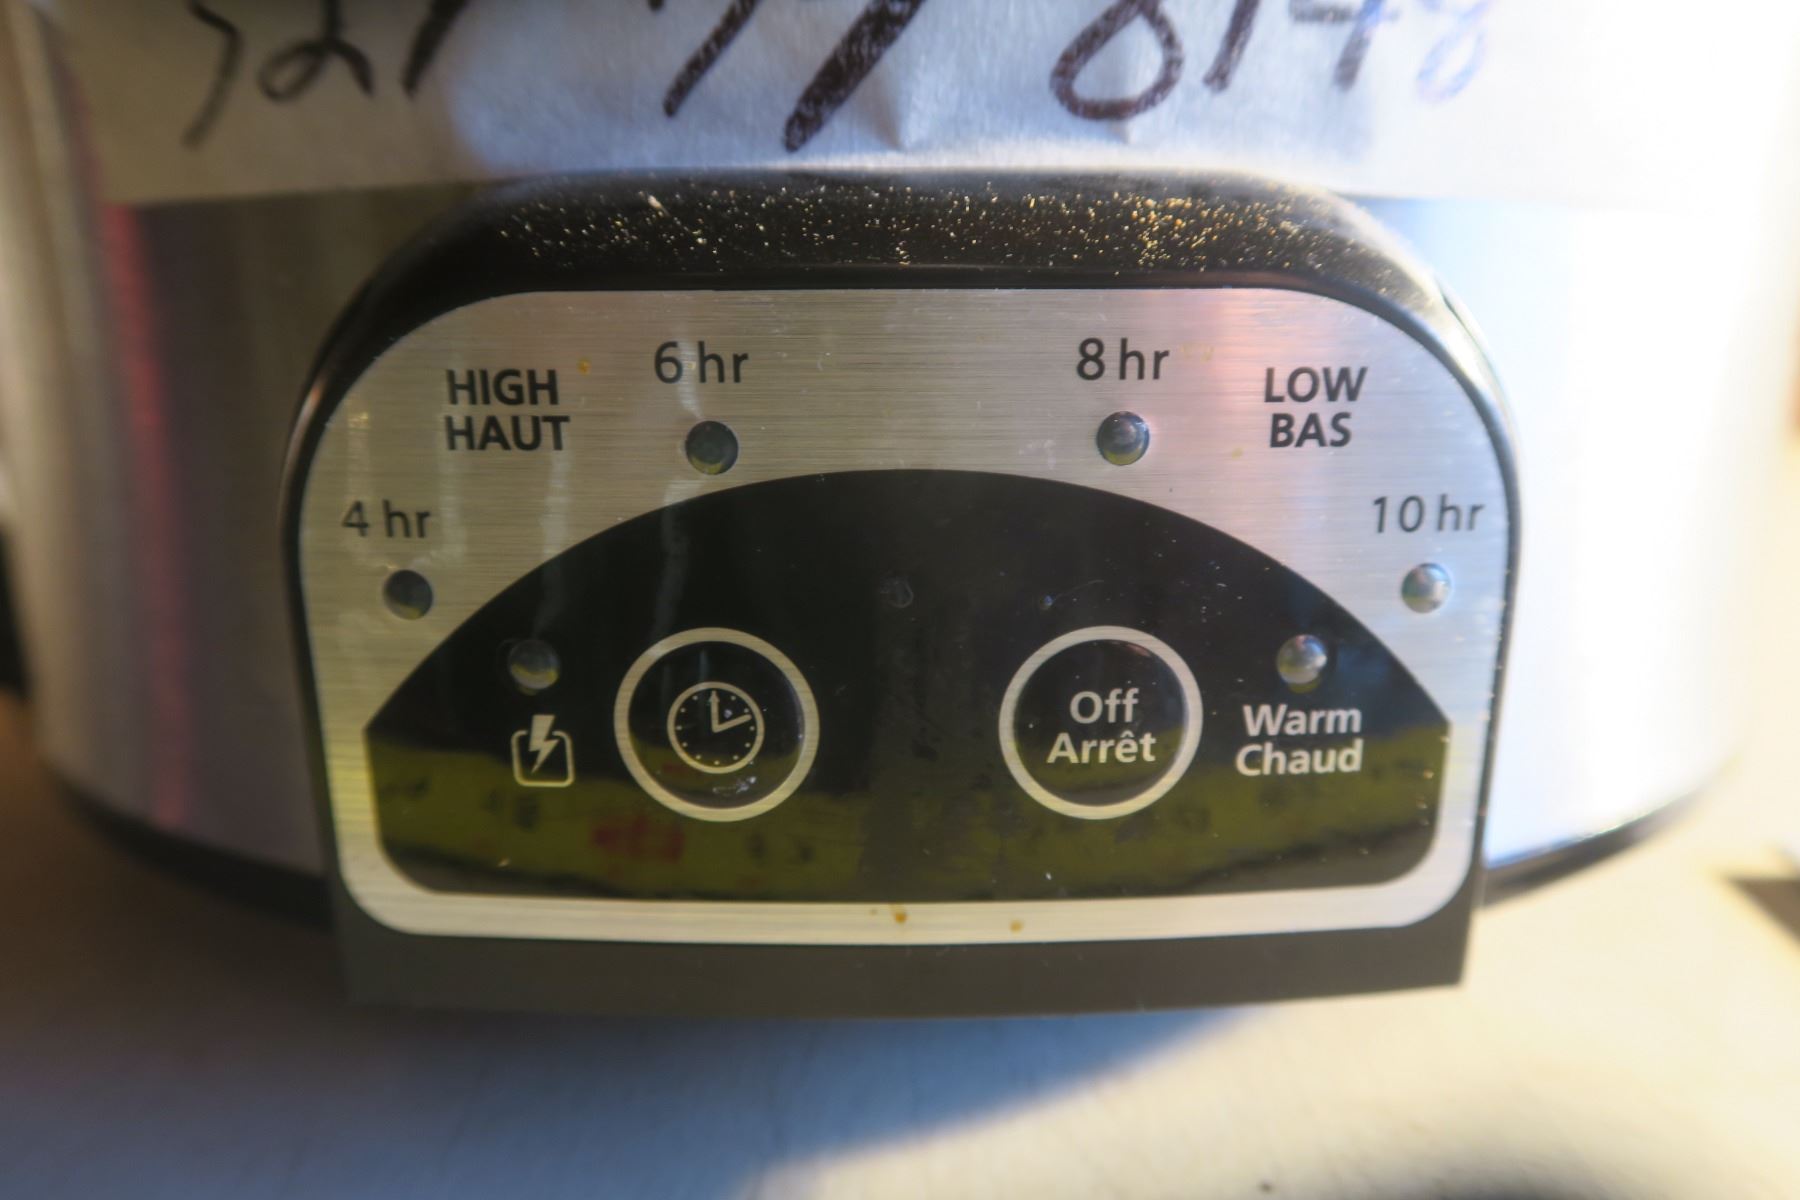 6 hr
8 hr
HIGH
HAUT
LOW
BAS
4 hr
10 hr
Off
Arrêt
Warm
Chaud